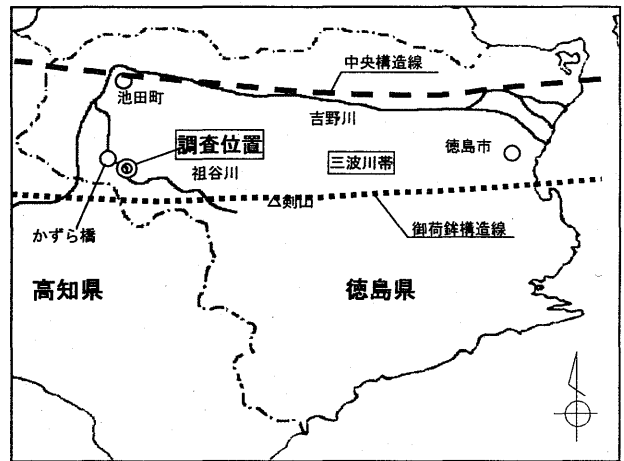 中央構造線
池田町
吉野川
調査位置
徳島市
三波川帯
祖谷川
△剣山
かずら橋
御荷鉾構造線
高知県
徳島県